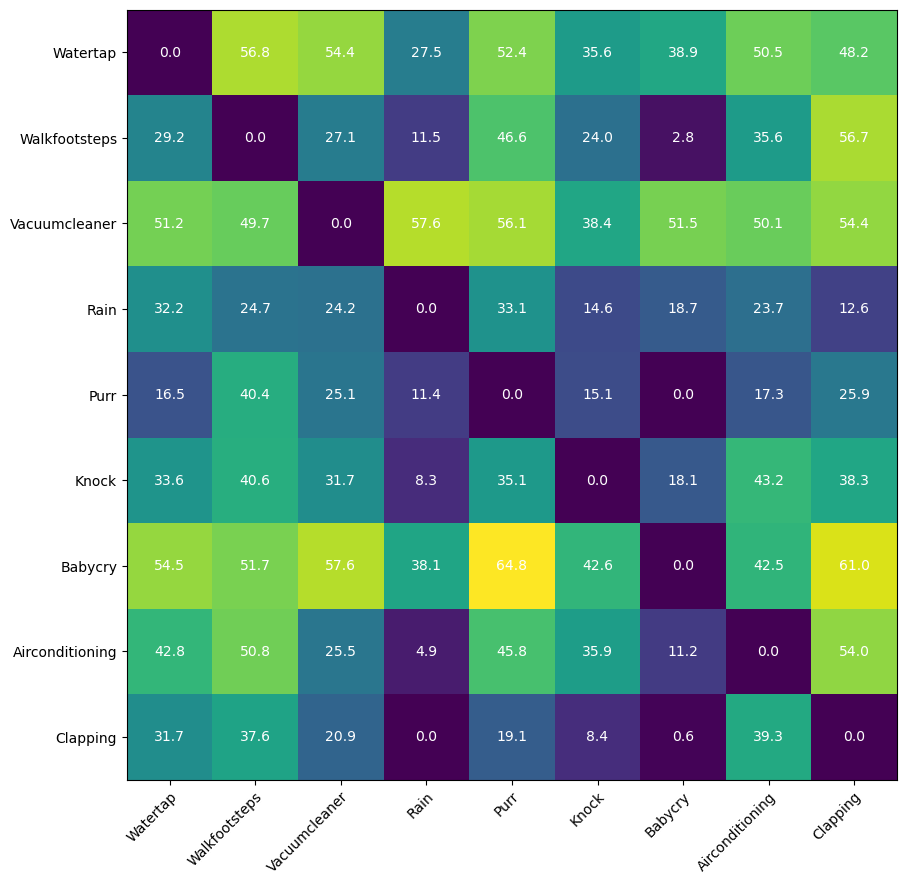 Watertap 0.0 56.8 54.4 27.5 52.4 35.6 38.9 50.5 48.2
Walkfootsteps 29.2 0.0 27.1 11.5 46.6 24.0 2.8 35.6 56.7
Vacuumcleaner 51.2 49.7 0.0 57.6 56.1 38.4 51.5 50.1 54.4
Rain 32.2 24.7 24.2 0.0 33.1 14.6 18.7 23.7 12.6
Purr 16.5 40.4 25.1 11.4 0.0 15.1 0.0 17.3 25.9
Knock 33.6 40.6 31.7 8.3 35.1 0.0 18.1 43.2 38.3
Babycry 54.5 51.7 57.6 38.1 64.8 42.6 0.0 42.5 61.0
Airconditioning 42.8 50.8 25.5 4.9 45.8 35.9 11.2 0.0 54.0
Clapping 31.7 37.6 20.9 0.0 19.1 8.4 0.6 39.3 0.0
Watertap Walkfootsteps Vacuumcleaner Rain Purr Knock Babycry Airconditioning Clapping